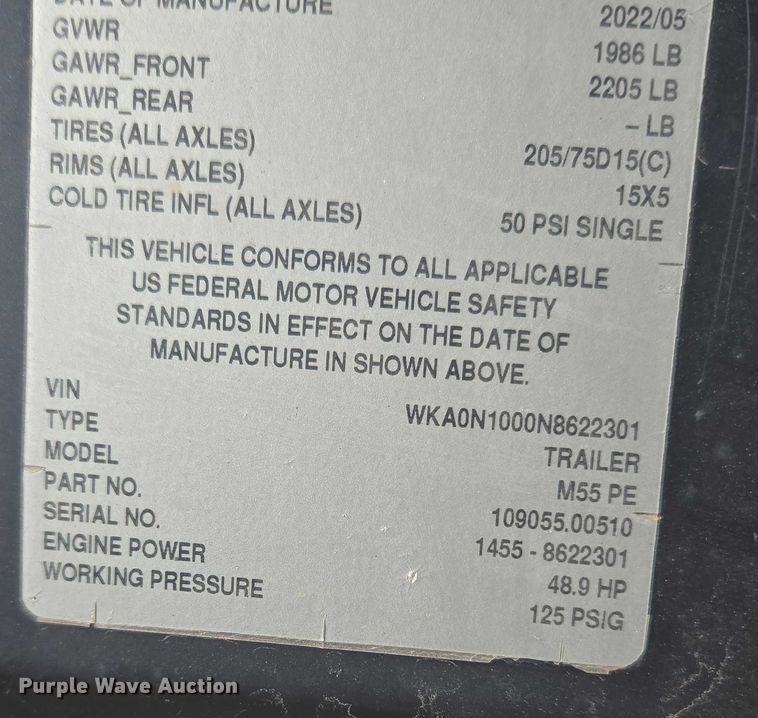 DATE OF MANUFACTURE 2022/05
GVWR 1986 LB
GAWR_FRONT 2205 LB
GAWR_REAR – LB
TIRES (ALL AXLES) 205/75D15(C)
RIMS (ALL AXLES) 15X5
COLD TIRE INFL (ALL AXLES) 50 PSI SINGLE
THIS VEHICLE CONFORMS TO ALL APPLICABLE
US FEDERAL MOTOR VEHICLE SAFETY
STANDARDS IN EFFECT ON THE DATE OF
MANUFACTURE IN SHOWN ABOVE.
VIN WKA0N1000N8622301
TYPE TRAILER
MODEL M55 PE
PART NO. 109055.00510
SERIAL NO. 1455 - 8622301
ENGINE POWER 48.9 HP
WORKING PRESSURE 125 PSIG
Purple Wave Auction